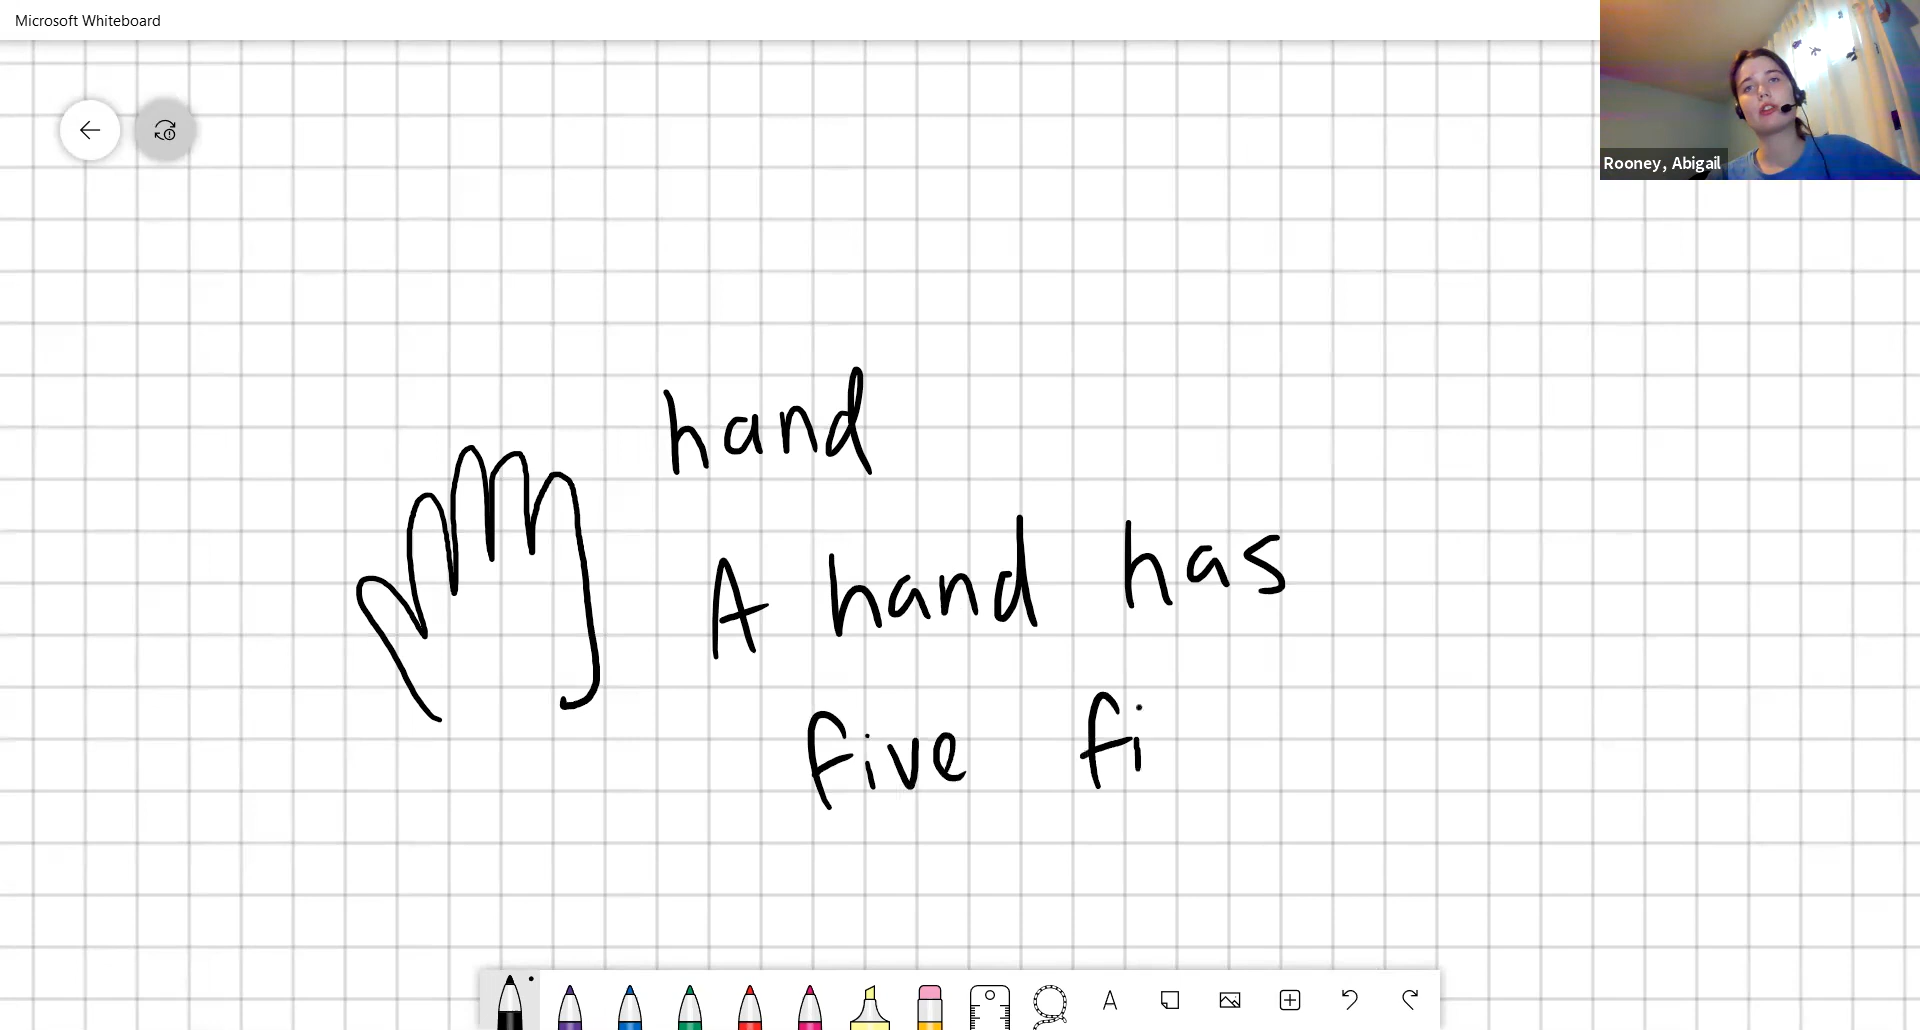 Microsoft Whiteboard
Rooney, Abigail
hand
A hand has
five fi
A